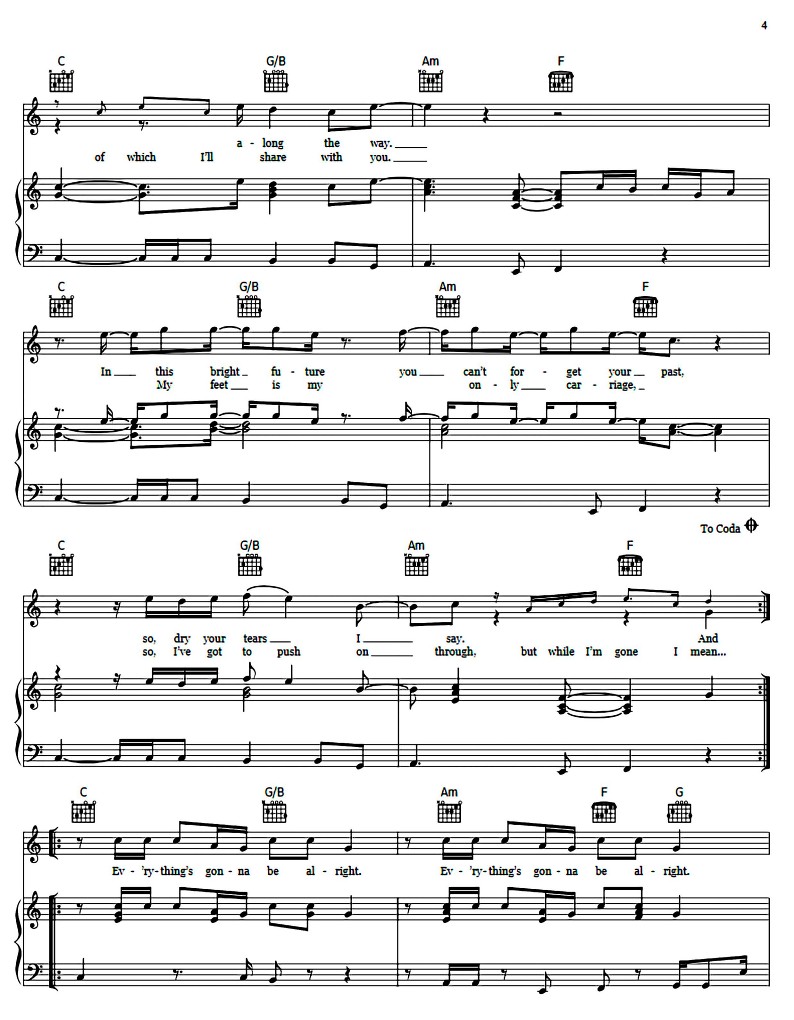 4
C G/B Am F
a - long the way.
of which I'll share with you.
C G/B Am F
In this bright fu - ture you can't for - get your past,
My feet is my on - ly car - riage,
To Coda
C G/B Am F
so, dry your tears I say. And
so, I've got to push on through, but while I'm gone I mean...
C G/B Am F G
Ev - 'ry-thing's gon - na be al - right. Ev - 'ry-thing's gon - na be al - right.